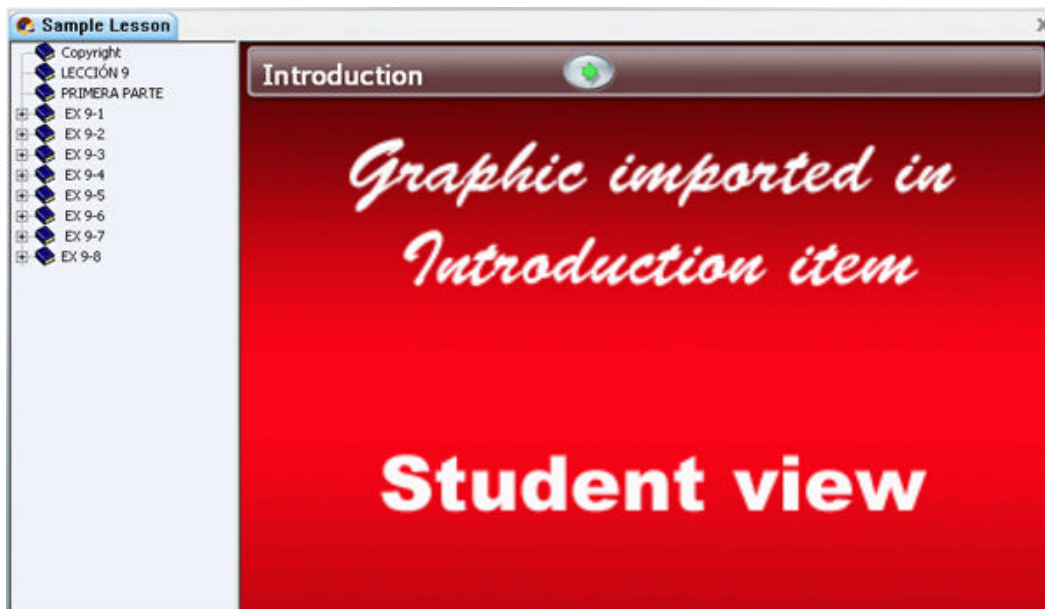 Sample Lesson
Copyright
LECCIÓN 9
PRIMERA PARTE
EX 9-1
EX 9-2
EX 9-3
EX 9-4
EX 9-5
EX 9-6
EX 9-7
EX 9-8
Introduction
Graphic imported in
Introduction item
Student view